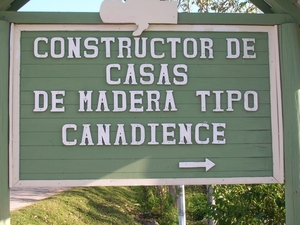 CONSTRUCTOR DE
CASAS
DE MADERA TIPO
CANADIENCE